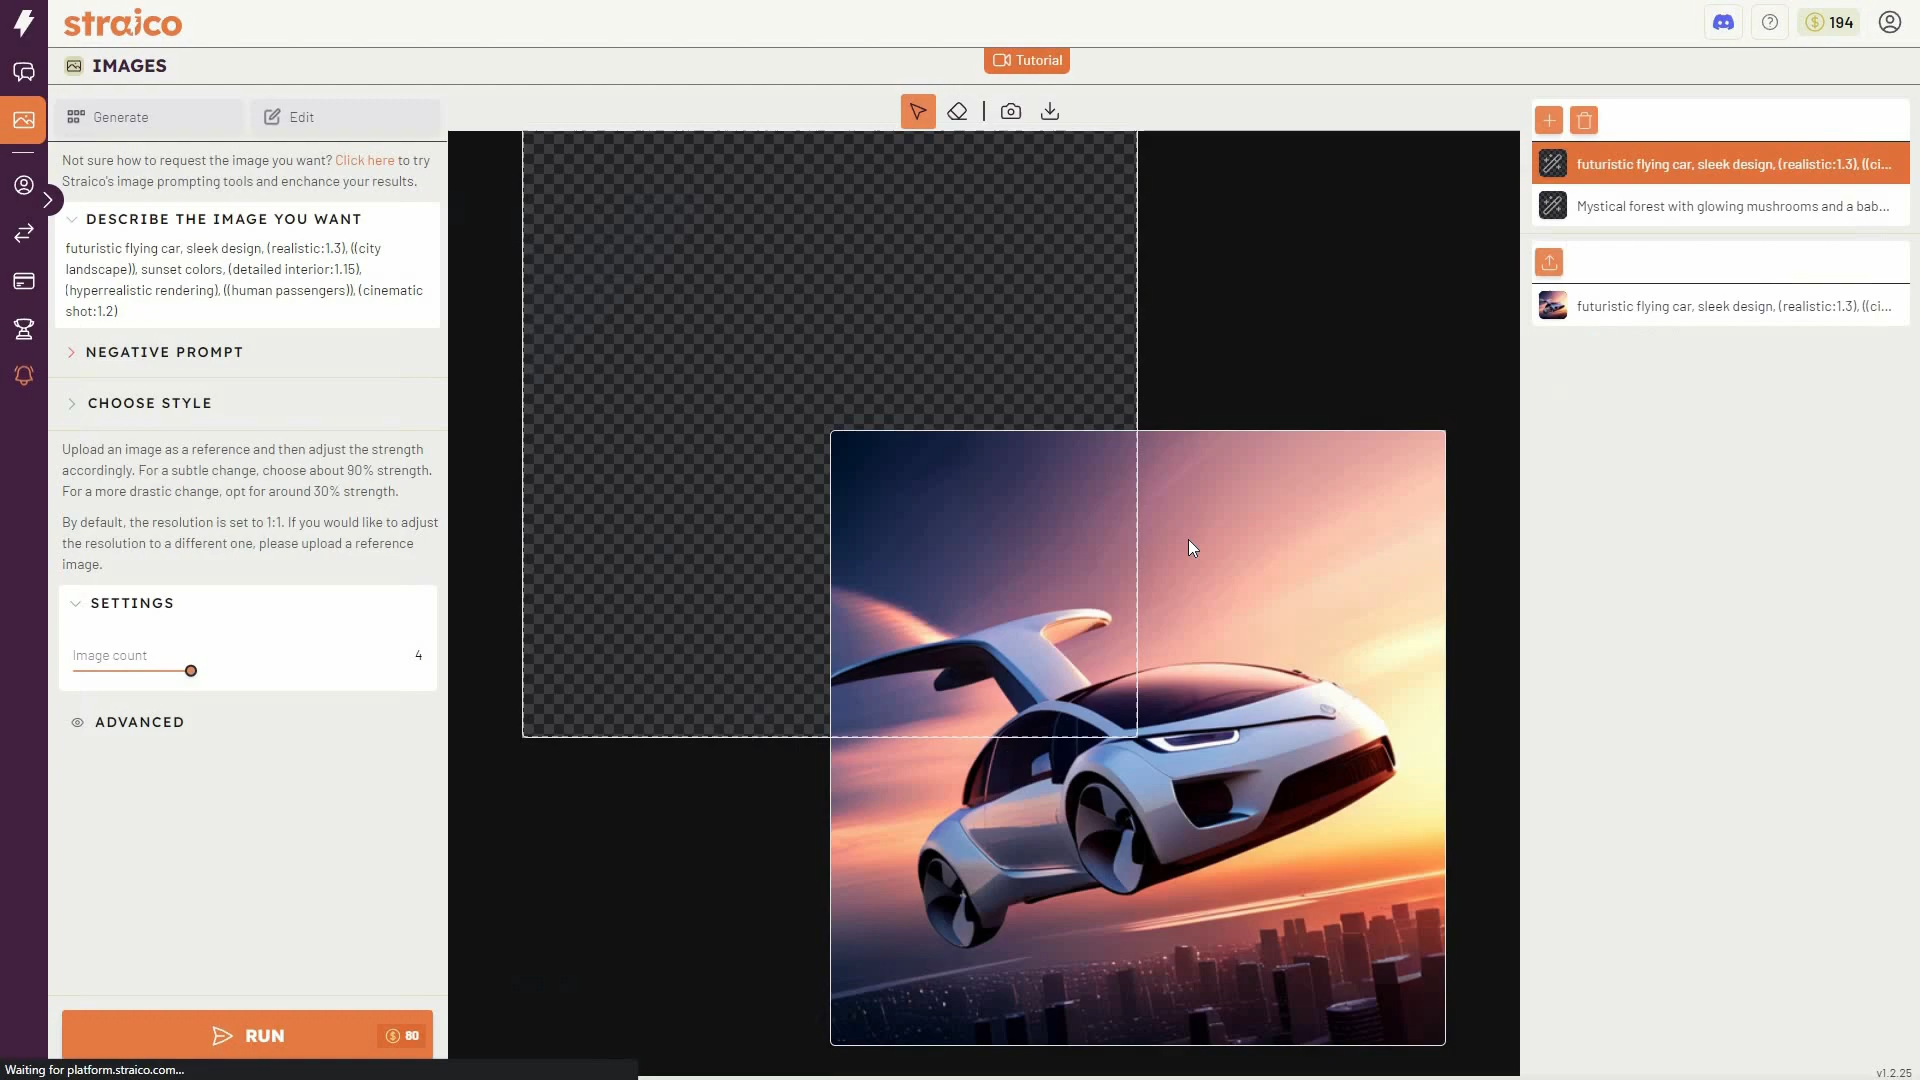 straico
194
IMAGES
Tutorial
Generate
Edit
Not sure how to request the image you want? Click here to try
Straico's image prompting tools and enchance your results.
DESCRIBE THE IMAGE YOU WANT
futuristic flying car, sleek design, (realistic:1.3), ((city
landscape)), sunset colors, (detailed interior:1.15),
(hyperrealistic rendering), ((human passengers)), (cinematic
shot:1.2)
NEGATIVE PROMPT
CHOOSE STYLE
Upload an image as a reference and then adjust the strength
accordingly. For a subtle change, choose about 90% strength.
For a more drastic change, opt for around 30% strength.
By default, the resolution is set to 1:1. If you would like to adjust
the resolution to a different one, please upload a reference
image.
SETTINGS
Image count 4
ADVANCED
RUN 80
Waiting for platform.straico.com...
futuristic flying car, sleek design, (realistic:1.3), ((ci...
Mystical forest with glowing mushrooms and a bab...
futuristic flying car, sleek design, (realistic:1.3), ((ci...
v1.2.25